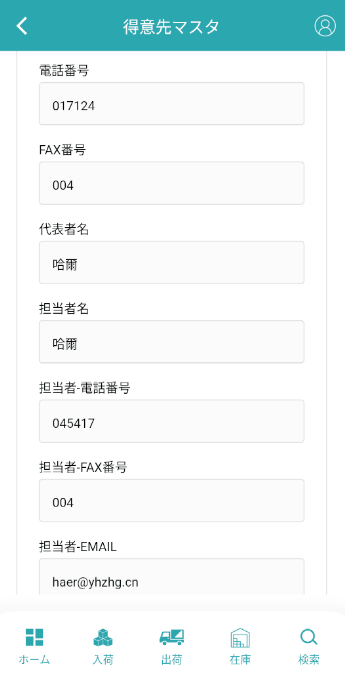 得意先マスタ
電話番号
017124
FAX番号
004
代表者名
哈爾
担当者名
哈爾
担当者-電話番号
045417
担当者-FAX番号
004
担当者-EMAIL
haer@yhzhg.cn
ホーム 入荷 出荷 在庫 検索